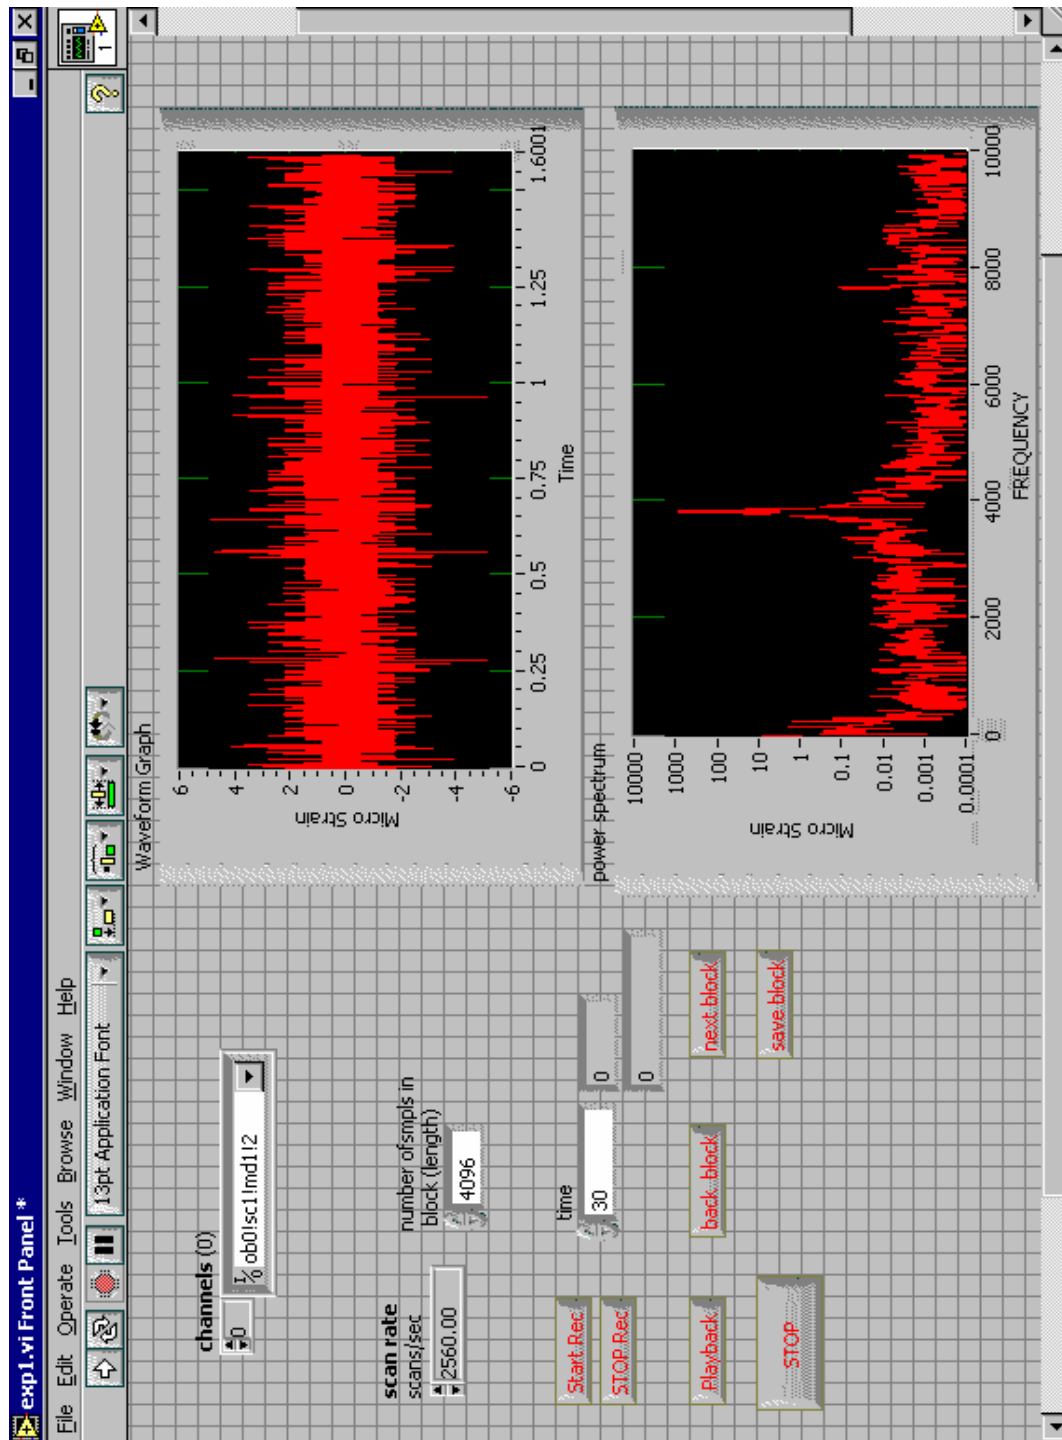 exp1.vi Front Panel *
File Edit Operate Tools Browse Window Help
13pt Application Font
1
channels (0)
0
ob0!sc1!md1!2
scan rate
scans/sec
2560.00
number ofsmpls in
block (length)
4096
time
30
0
0
Start Rec
STOP Rec
Playback
back block
next block
STOP
save block
Waveform Graph
Micro Strain
6
4
2
0
-2
-4
-6
0 0.25 0.5 0.75 1 1.25 1.6001
Time
power spectrum
Micro Strain
10000
1000
100
10
1
0.1
0.01
0.001
0.0001
0 2000 4000 6000 8000 10000
FREQUENCY